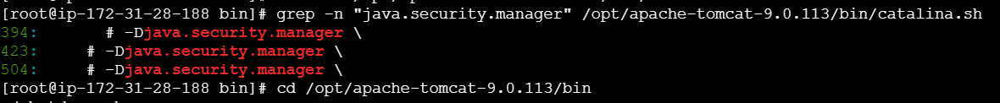 [root@ip-172-31-28-188 bin]# grep -n "java.security.manager" /opt/apache-tomcat-9.0.113/bin/catalina.sh
394:       # -Djava.security.manager \
423:     # -Djava.security.manager \
504:     # -Djava.security.manager \
[root@ip-172-31-28-188 bin]# cd /opt/apache-tomcat-9.0.113/bin